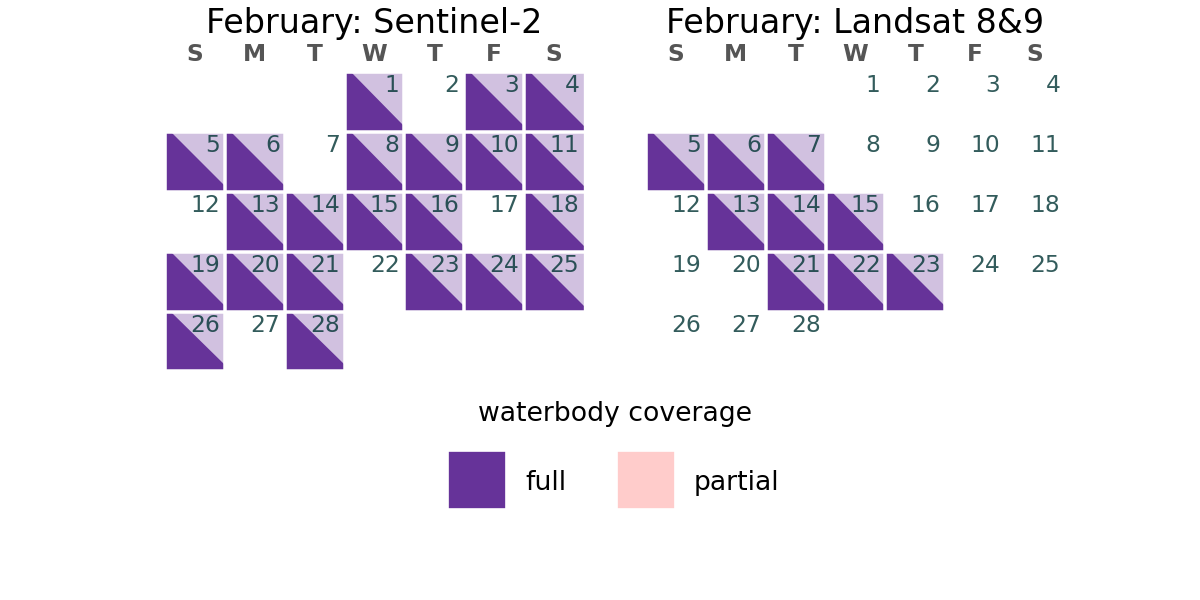 February: Sentinel-2
S M T W T F S
1 2 3 4
5 6 7 8 9 10 11
12 13 14 15 16 17 18
19 20 21 22 23 24 25
26 27 28
February: Landsat 8&9
S M T W T F S
1 2 3 4
5 6 7 8 9 10 11
12 13 14 15 16 17 18
19 20 21 22 23 24 25
26 27 28
waterbody coverage
full partial